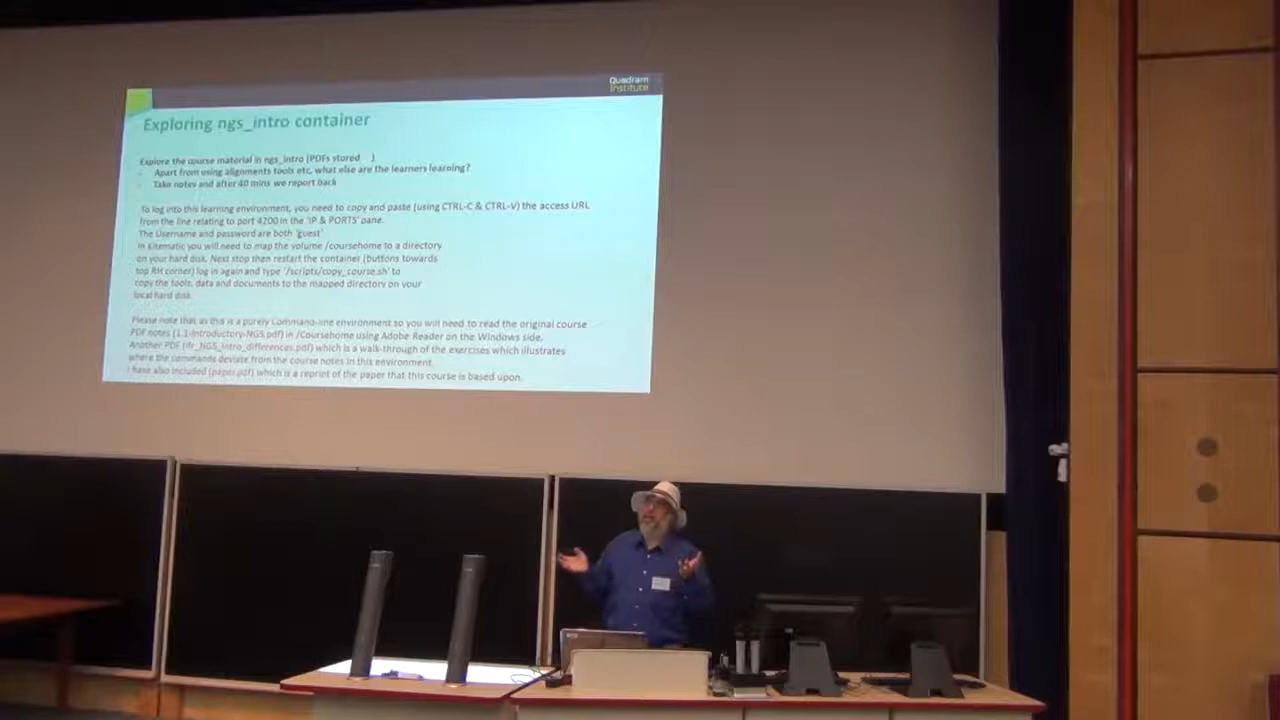 Quadram
Institute
Exploring ngs_intro container
Explore the course material in ngs_intro (PDFs stored )
- Apart from using alignments tools etc, what else are the learners learning?
- Take notes and after 40 mins we report back
To log into this learning environment, you need to copy and paste (using CTRL-C & CTRL-V) the access URL
from the line relating to port 4200 in the 'IP & PORTS' pane.
The Username and password are both 'guest'
In Kitematic you will need to map the volume /coursehome to a directory
on your hard disk. Next stop then restart the container (buttons towards
top RH corner) log in again and type '/scripts/copy_course.sh' to
copy the tools, data and documents to the mapped directory on your
local hard disk.
Please note that as this is a purely Command-line environment so you will need to read the original course
PDF notes (1.1-Introductory-NGS.pdf) in /Coursehome using Adobe Reader on the Windows side.
Another PDF (ifr_NGS_intro_differences.pdf) which is a walk-through of the exercises which illustrates
where the commands deviate from the course notes in this environment.
I have also included (paper.pdf) which is a reprint of the paper that this course is based upon.